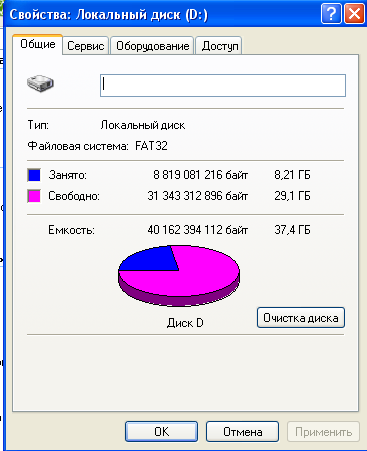 Свойства: Локальный диск (D:)
Общие Сервис Оборудование Доступ
Тип: Локальный диск
Файловая система: FAT32
Занято: 8 819 081 216 байт 8,21 ГБ
Свободно: 31 343 312 896 байт 29,1 ГБ
Емкость: 40 162 394 112 байт 37,4 ГБ
Диск D
Очистка диска
ОК Отмена Применить